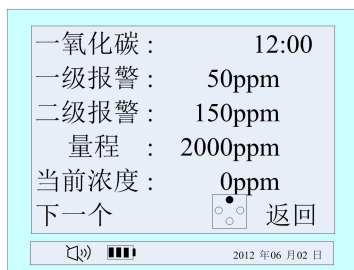 一氧化碳: 12:00
一级报警: 50ppm
二级报警: 150ppm
量程 : 2000ppm
当前浓度: 0ppm
下一个 返回
2012 年06 月02 日